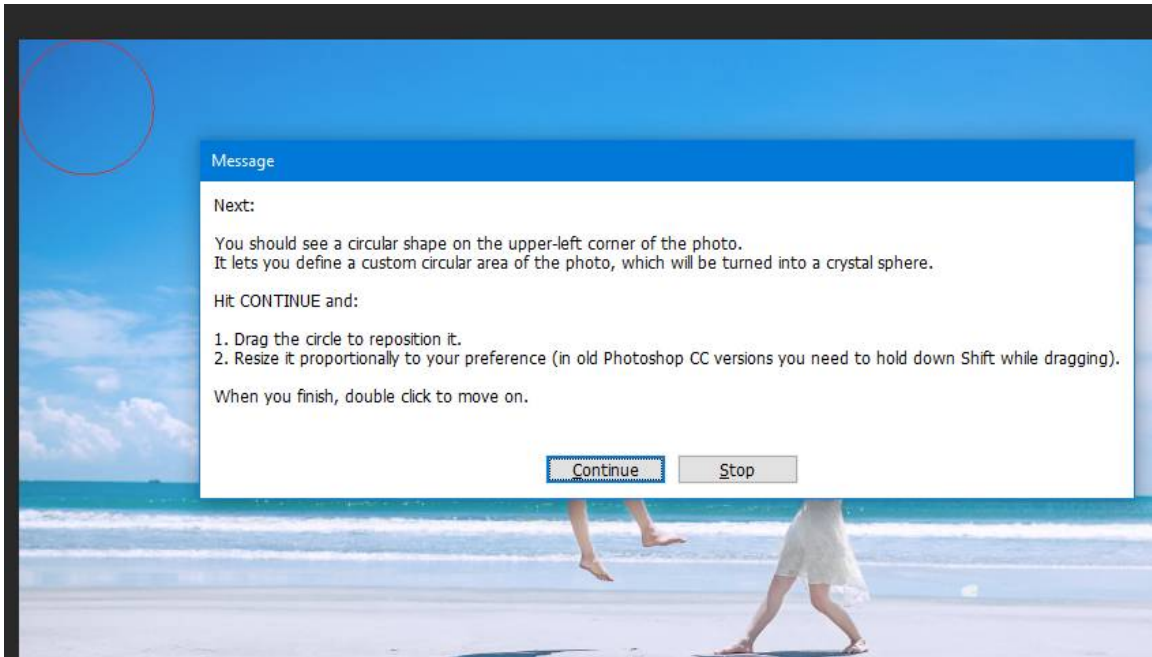 Message
Next:
You should see a circular shape on the upper-left corner of the photo.
It lets you define a custom circular area of the photo, which will be turned into a crystal sphere.
Hit CONTINUE and:
1. Drag the circle to reposition it.
2. Resize it proportionally to your preference (in old Photoshop CC versions you need to hold down Shift while dragging).
When you finish, double click to move on.
Continue
Stop